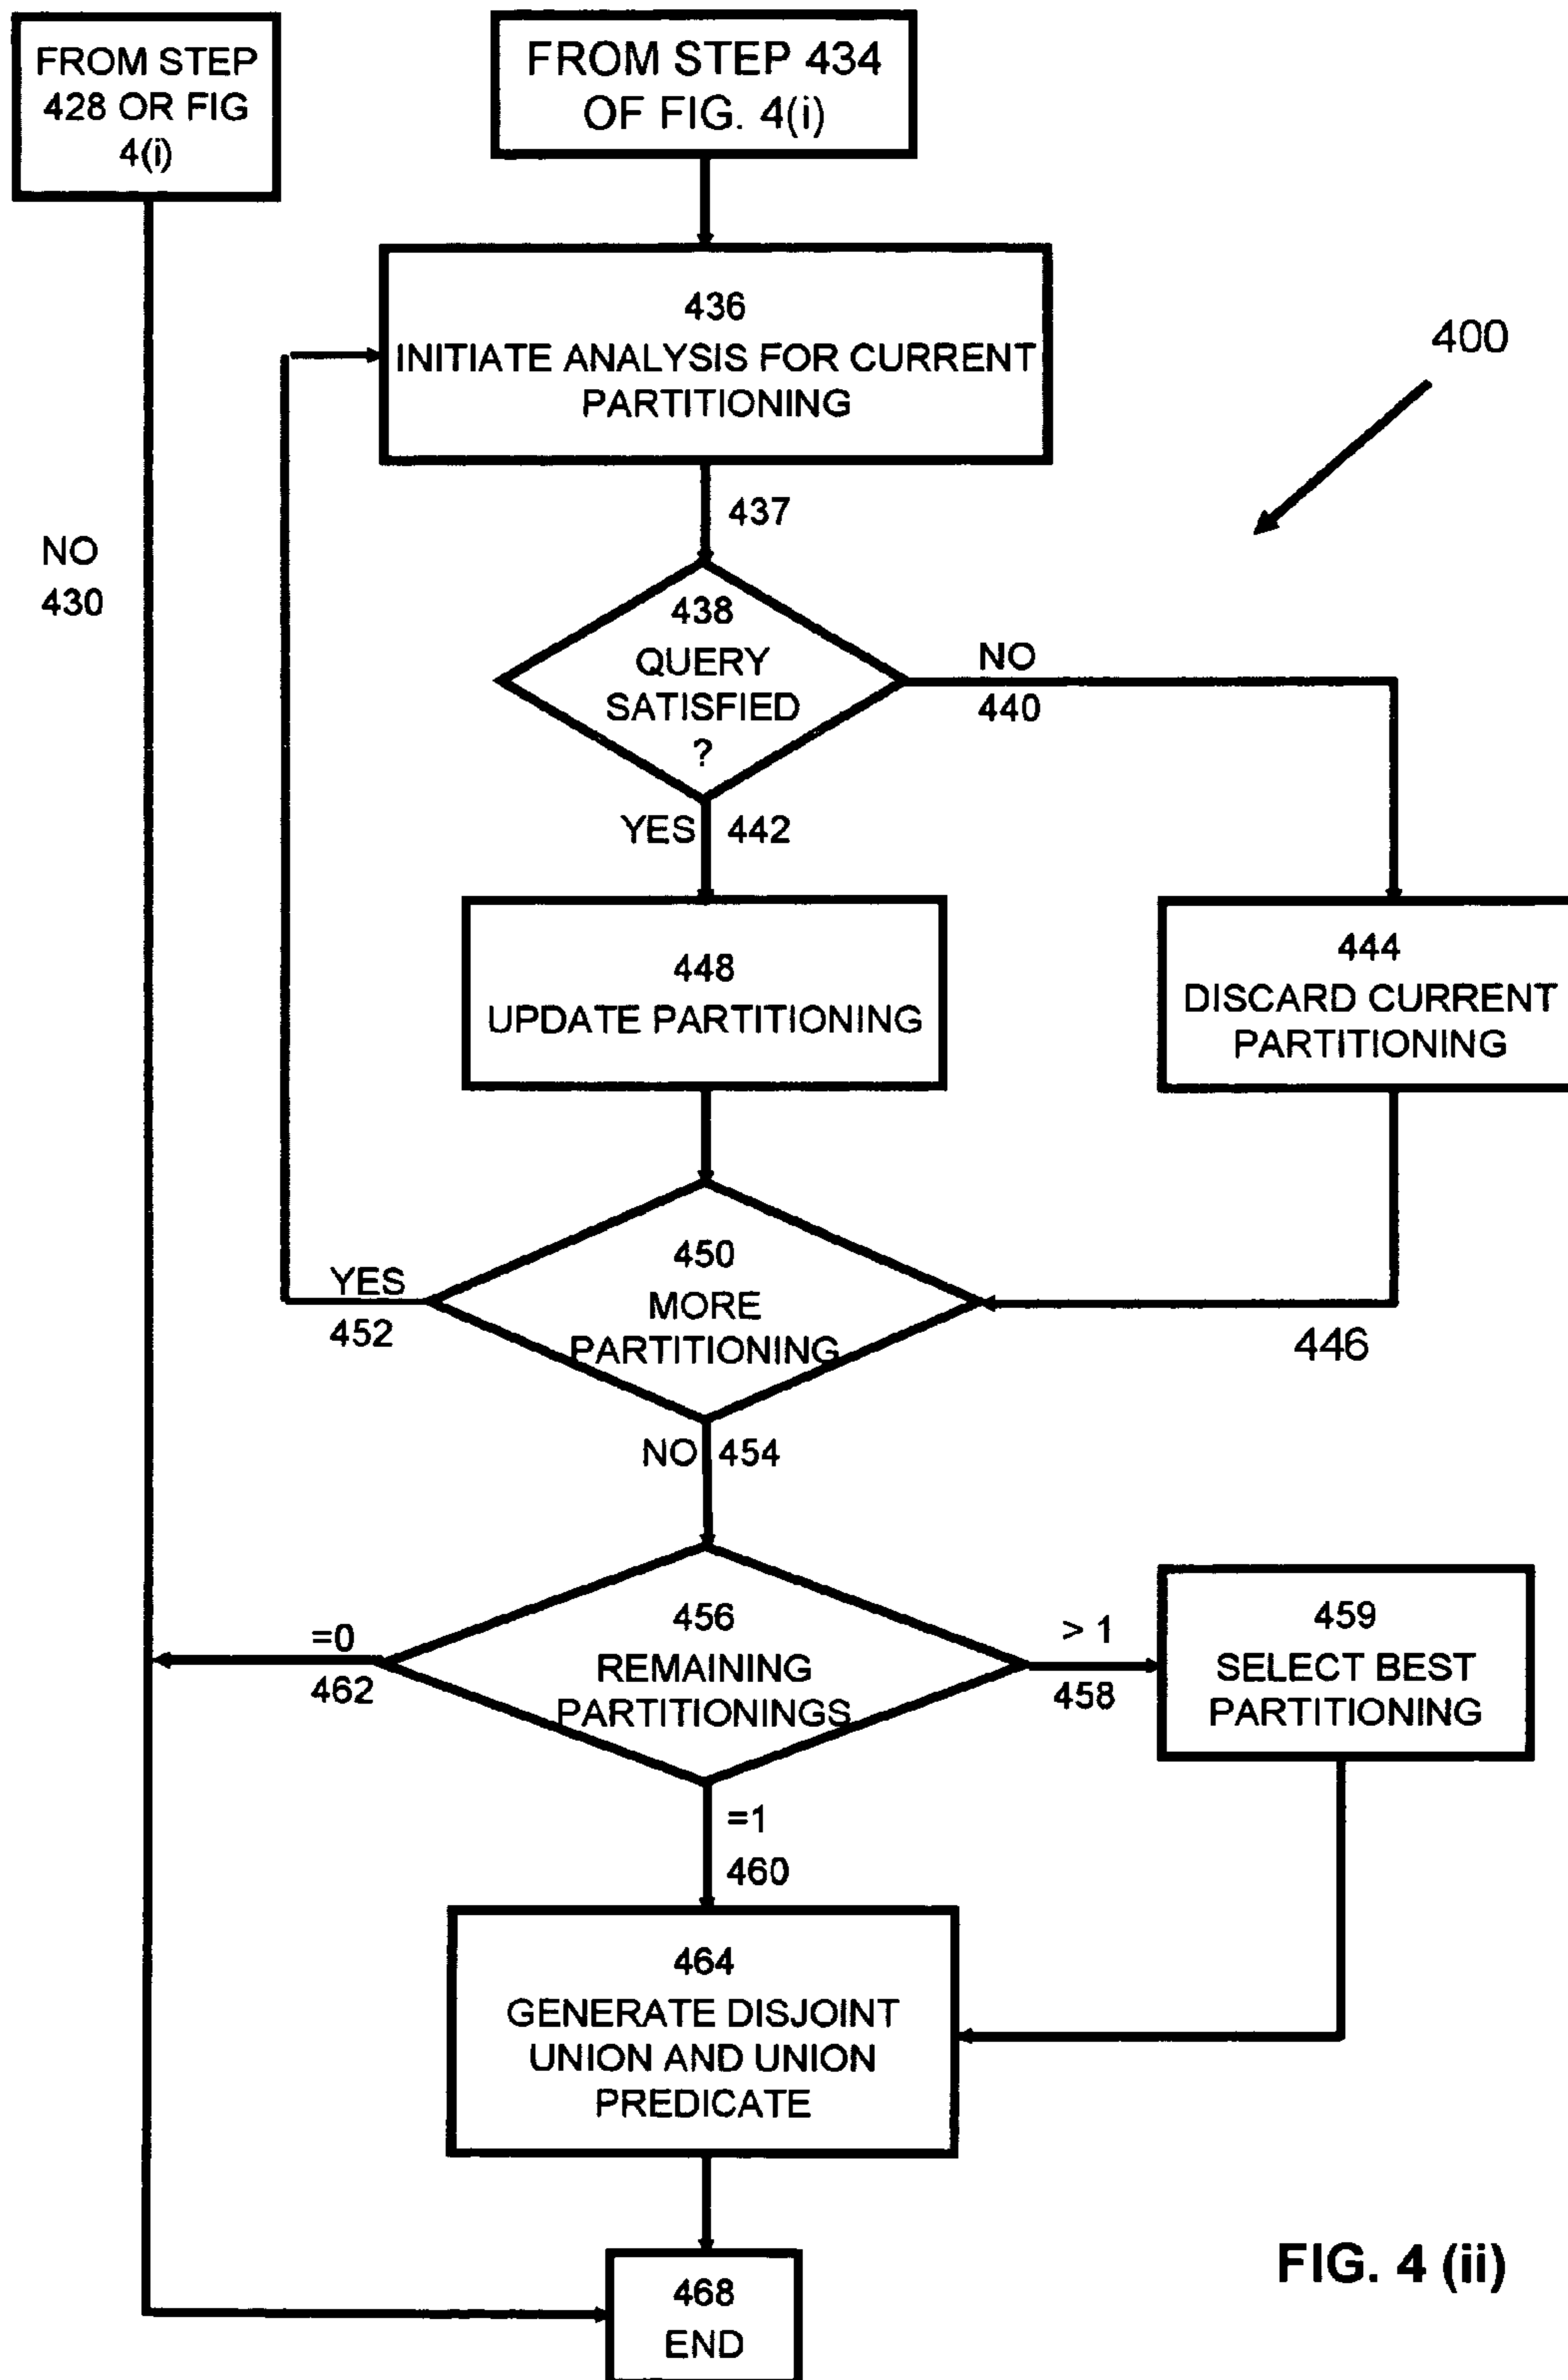 FROM STEP
428 OR FIG
4(i)
FROM STEP 434
OF FIG. 4(i)
436
INITIATE ANALYSIS FOR CURRENT
PARTITIONING
400
437
NO
430
438
QUERY
SATISFIED
?
NO
440
YES 442
448
UPDATE PARTITIONING
444
DISCARD CURRENT
PARTITIONING
450
MORE
PARTITIONING
YES
452
446
NO 454
456
REMAINING
PARTITIONINGS
=0
462
> 1
458
459
SELECT BEST
PARTITIONING
=1
460
464
GENERATE DISJOINT
UNION AND UNION
PREDICATE
468
END
FIG. 4 (ii)